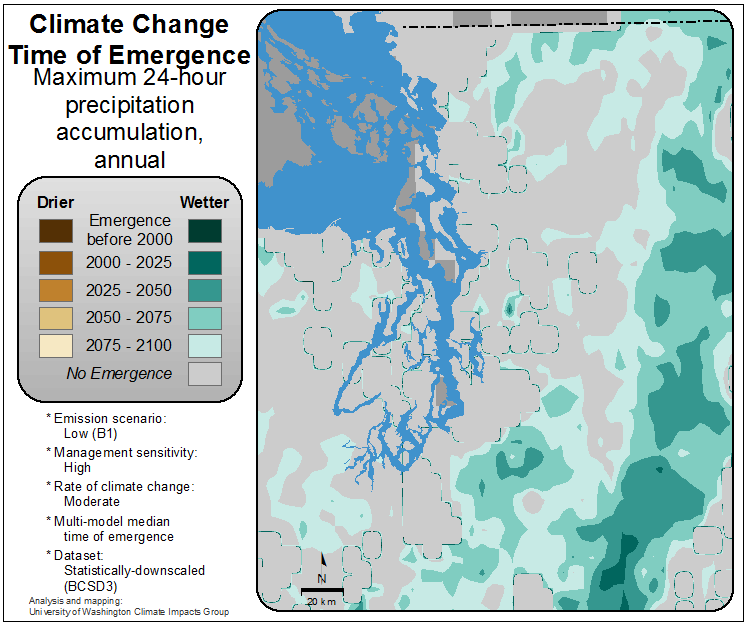 Climate Change
Time of Emergence
Maximum 24-hour
precipitation
accumulation,
annual
Drier
Wetter
Emergence
before 2000
2000 - 2025
2025 - 2050
2050 - 2075
2075 - 2100
No Emergence
* Emission scenario:
Low (B1)
* Management sensitivity:
High
* Rate of climate change:
Moderate
* Multi-model median
time of emergence
* Dataset:
Statistically-downscaled
(BCSD3)
Analysis and mapping:
University of Washington Climate Impacts Group
N
20 km